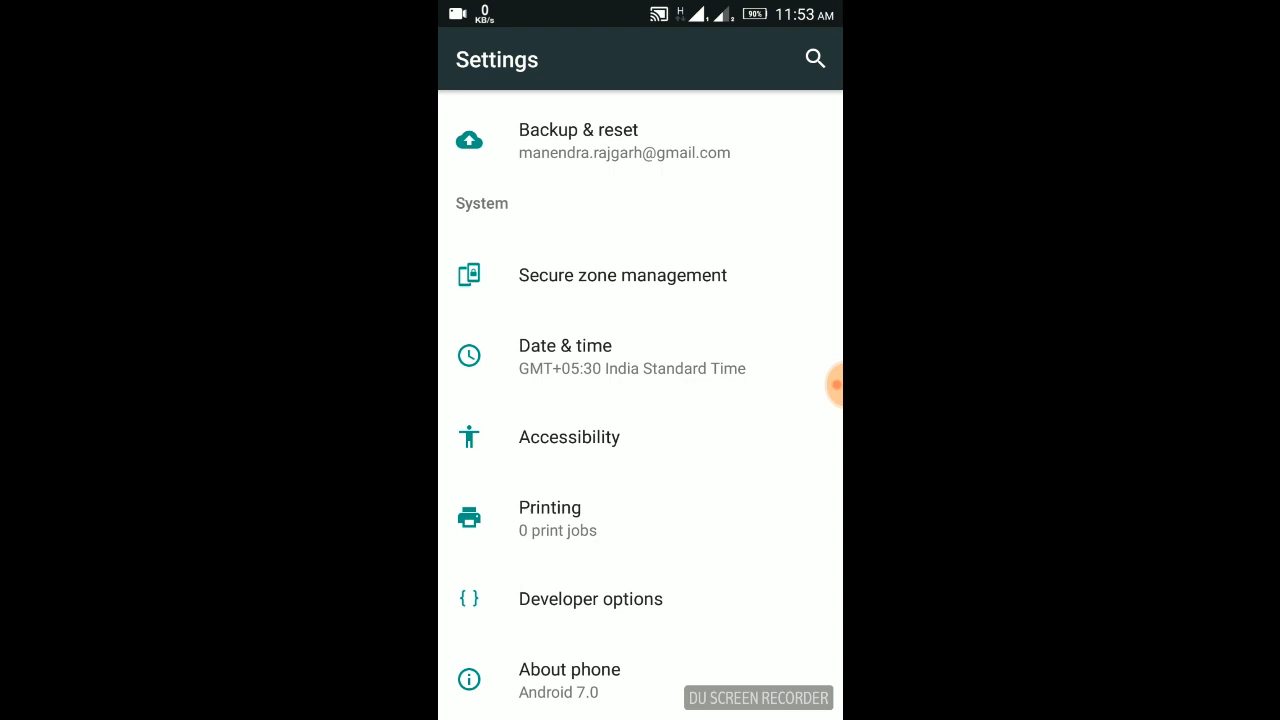 0
KB/s
H
1
2
90%
11:53 AM
Settings
Backup & reset
manendra.rajgarh@gmail.com
System
Secure zone management
Date & time
GMT+05:30 India Standard Time
Accessibility
Printing
0 print jobs
{ } Developer options
About phone
Android 7.0
DU SCREEN RECORDER